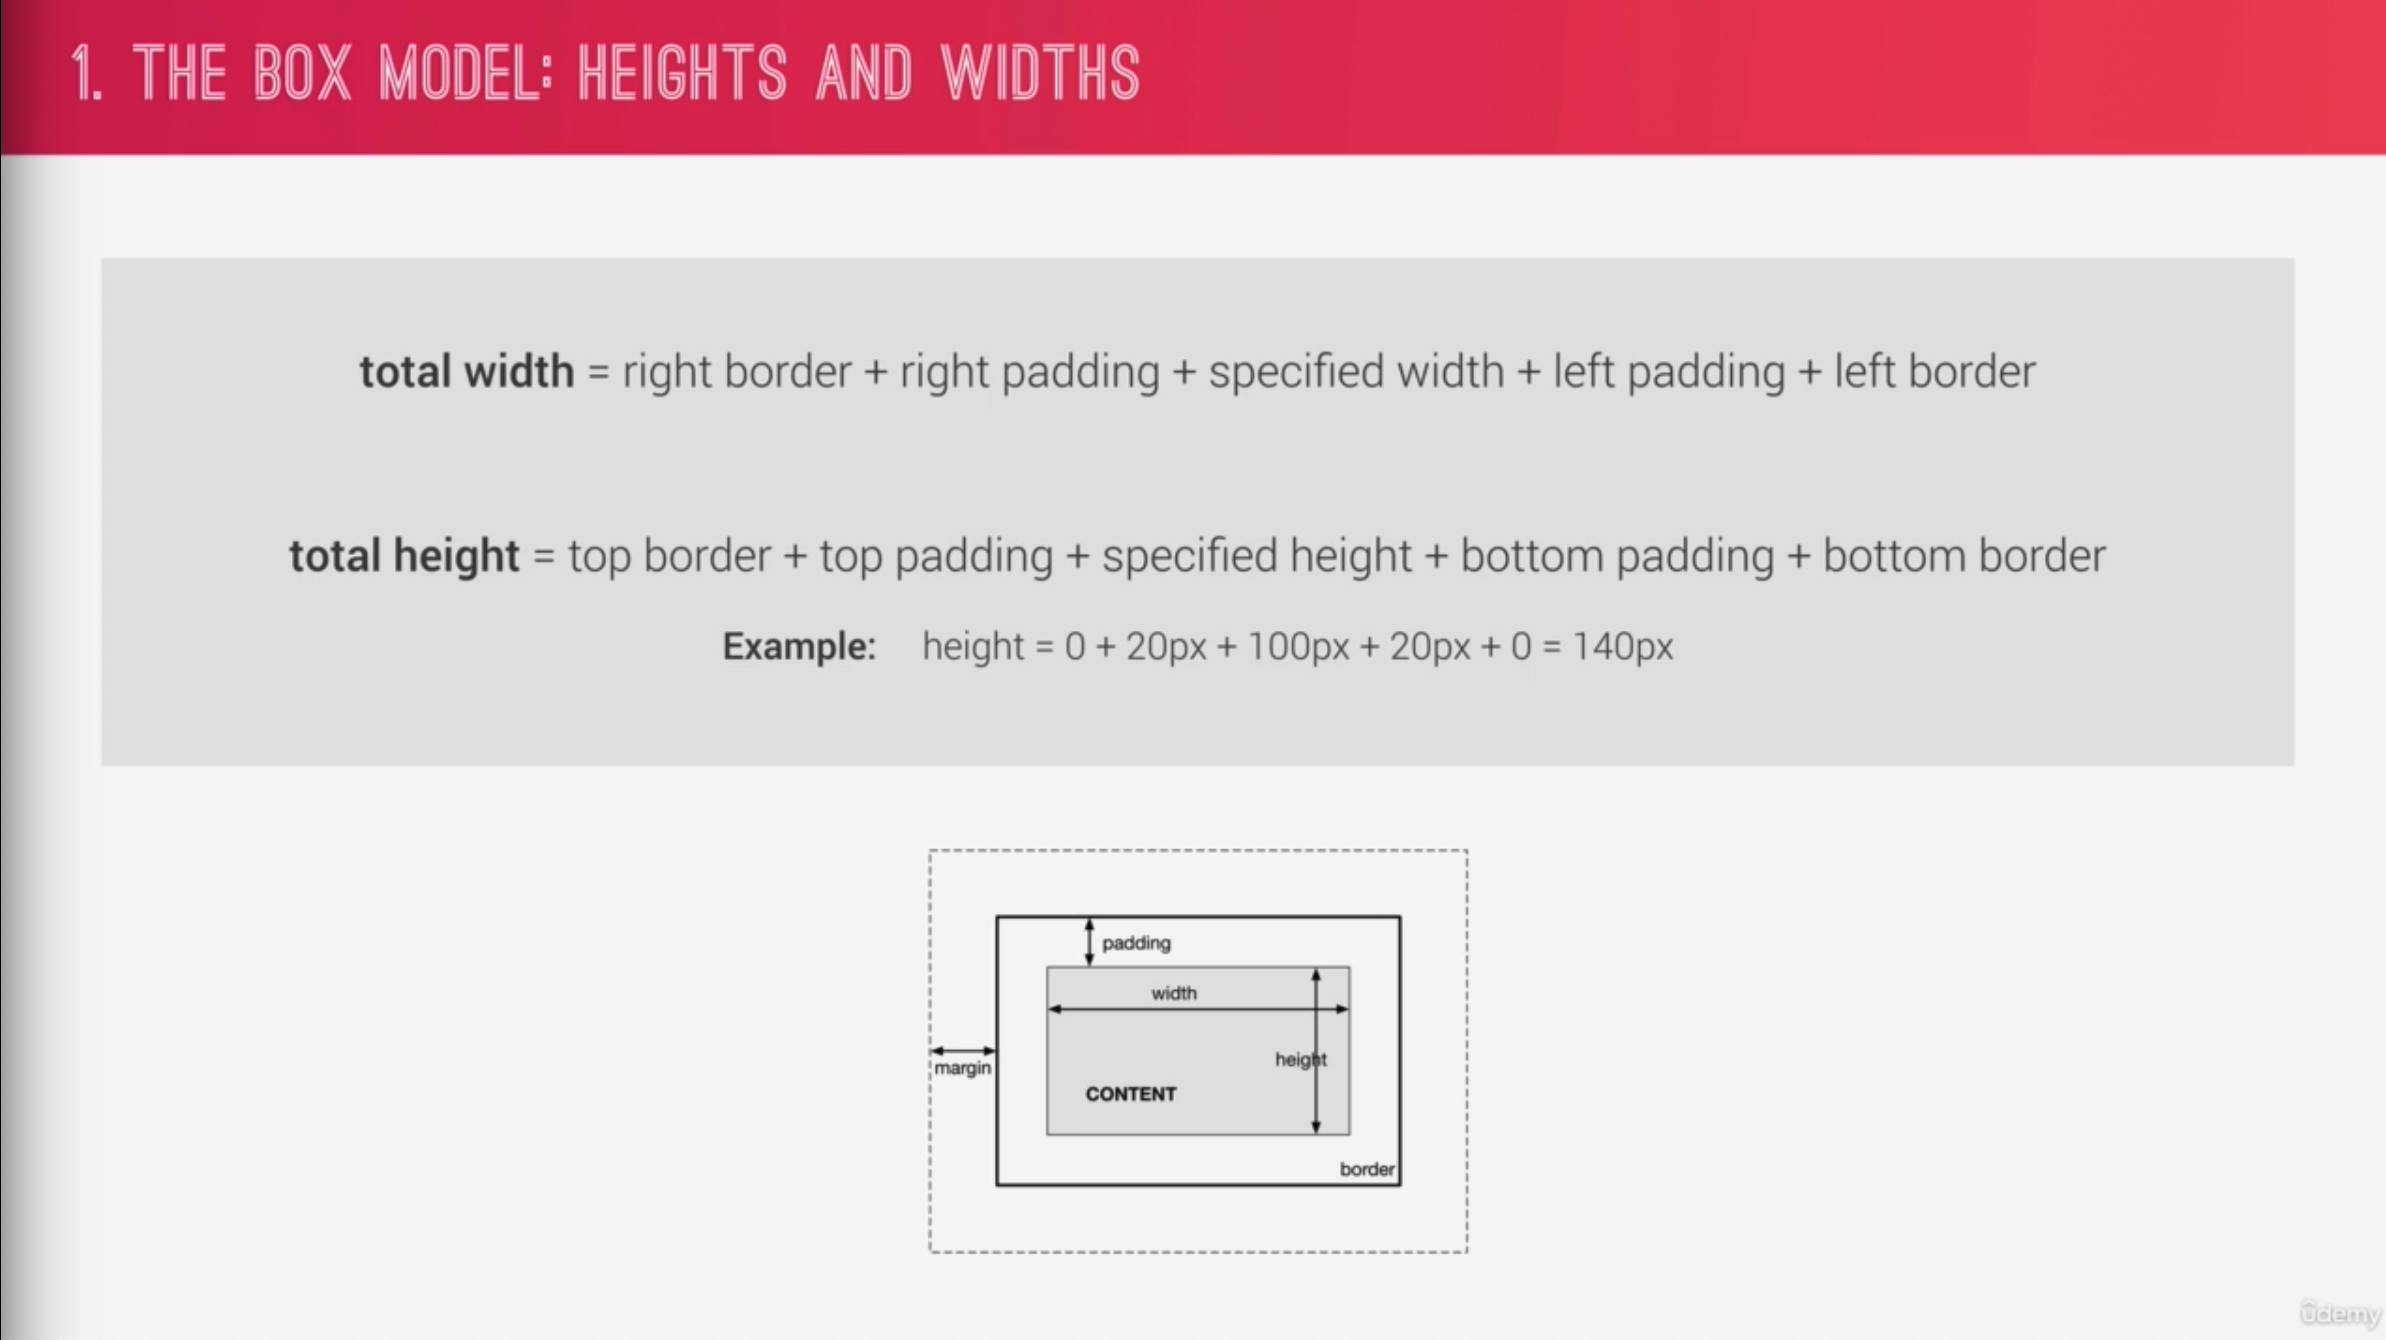 1. THE BOX MODEL: HEIGHTS AND WIDTHS
total width = right border + right padding + specified width + left padding + left border
total height = top border + top padding + specified height + bottom padding + bottom border
Example: height = 0 + 20px + 100px + 20px + 0 = 140px
padding
width
height
margin
CONTENT
border
ûdemy